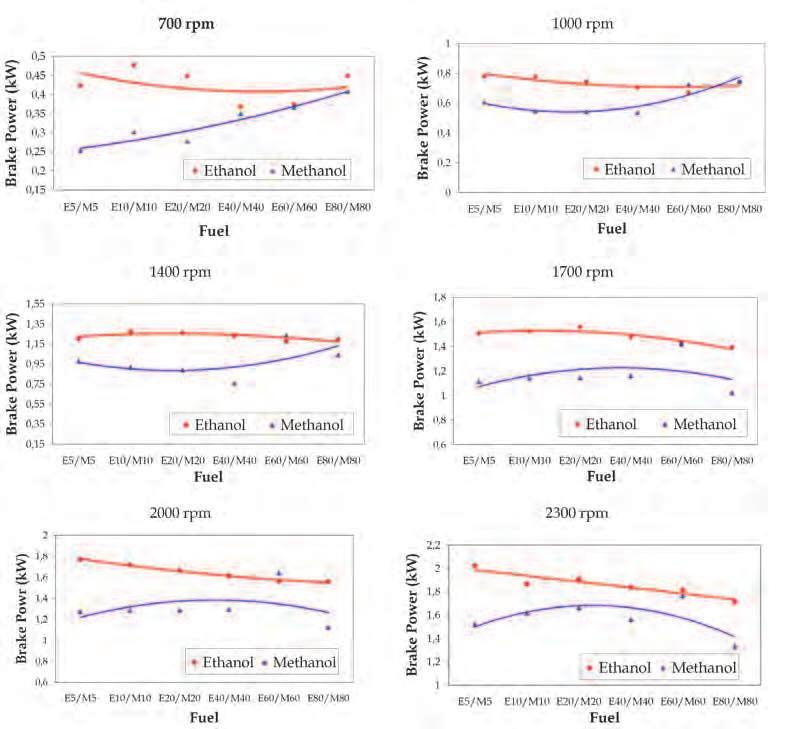 700 rpm
Brake Power (kW)
0,5
0,45
0,4
0,35
0,3
0,25
0,2
0,15
Ethanol Methanol
E5/M5 E10/M10 E20/M20 E40/M40 E60/M60 E80/M80
Fuel
1000 rpm
Brake Power (kW)
1
0,8
0,6
0,4
0,2
0
Ethanol Methanol
E5/M5 E10/M10 E20/M20 E40/M40 E60/M60 E80/M80
Fuel
1400 rpm
Brake Power (kW)
1,55
1,35
1,15
0,95
0,75
0,55
0,35
0,15
Ethanol Methanol
E5/M5 E10/M10 E20/M20 E40/M40 E60/M60 E80/M80
Fuel
1700 rpm
Brake Power (kW)
1,8
1,6
1,4
1,2
1
0,8
0,6
Ethanol Methanol
E5/M5 E10/M10 E20/M20 E40/M40 E60/M60 E80/M80
Fuel
2000 rpm
Brake Powr (kW)
2
1,8
1,6
1,4
1,2
1
0,8
0,6
Ethanol Methanol
E5/M5 E10/M10 E20/M20 E40/M40 E60/M60 E80/M80
Fuel
2300 rpm
Brake Power (kW)
2,2
2
1,8
1,6
1,4
1,2
1
Ethanol Methanol
E5/M5 E10/M10 E20/M20 E40/M40 E60/M60 E80/M80
Fuel